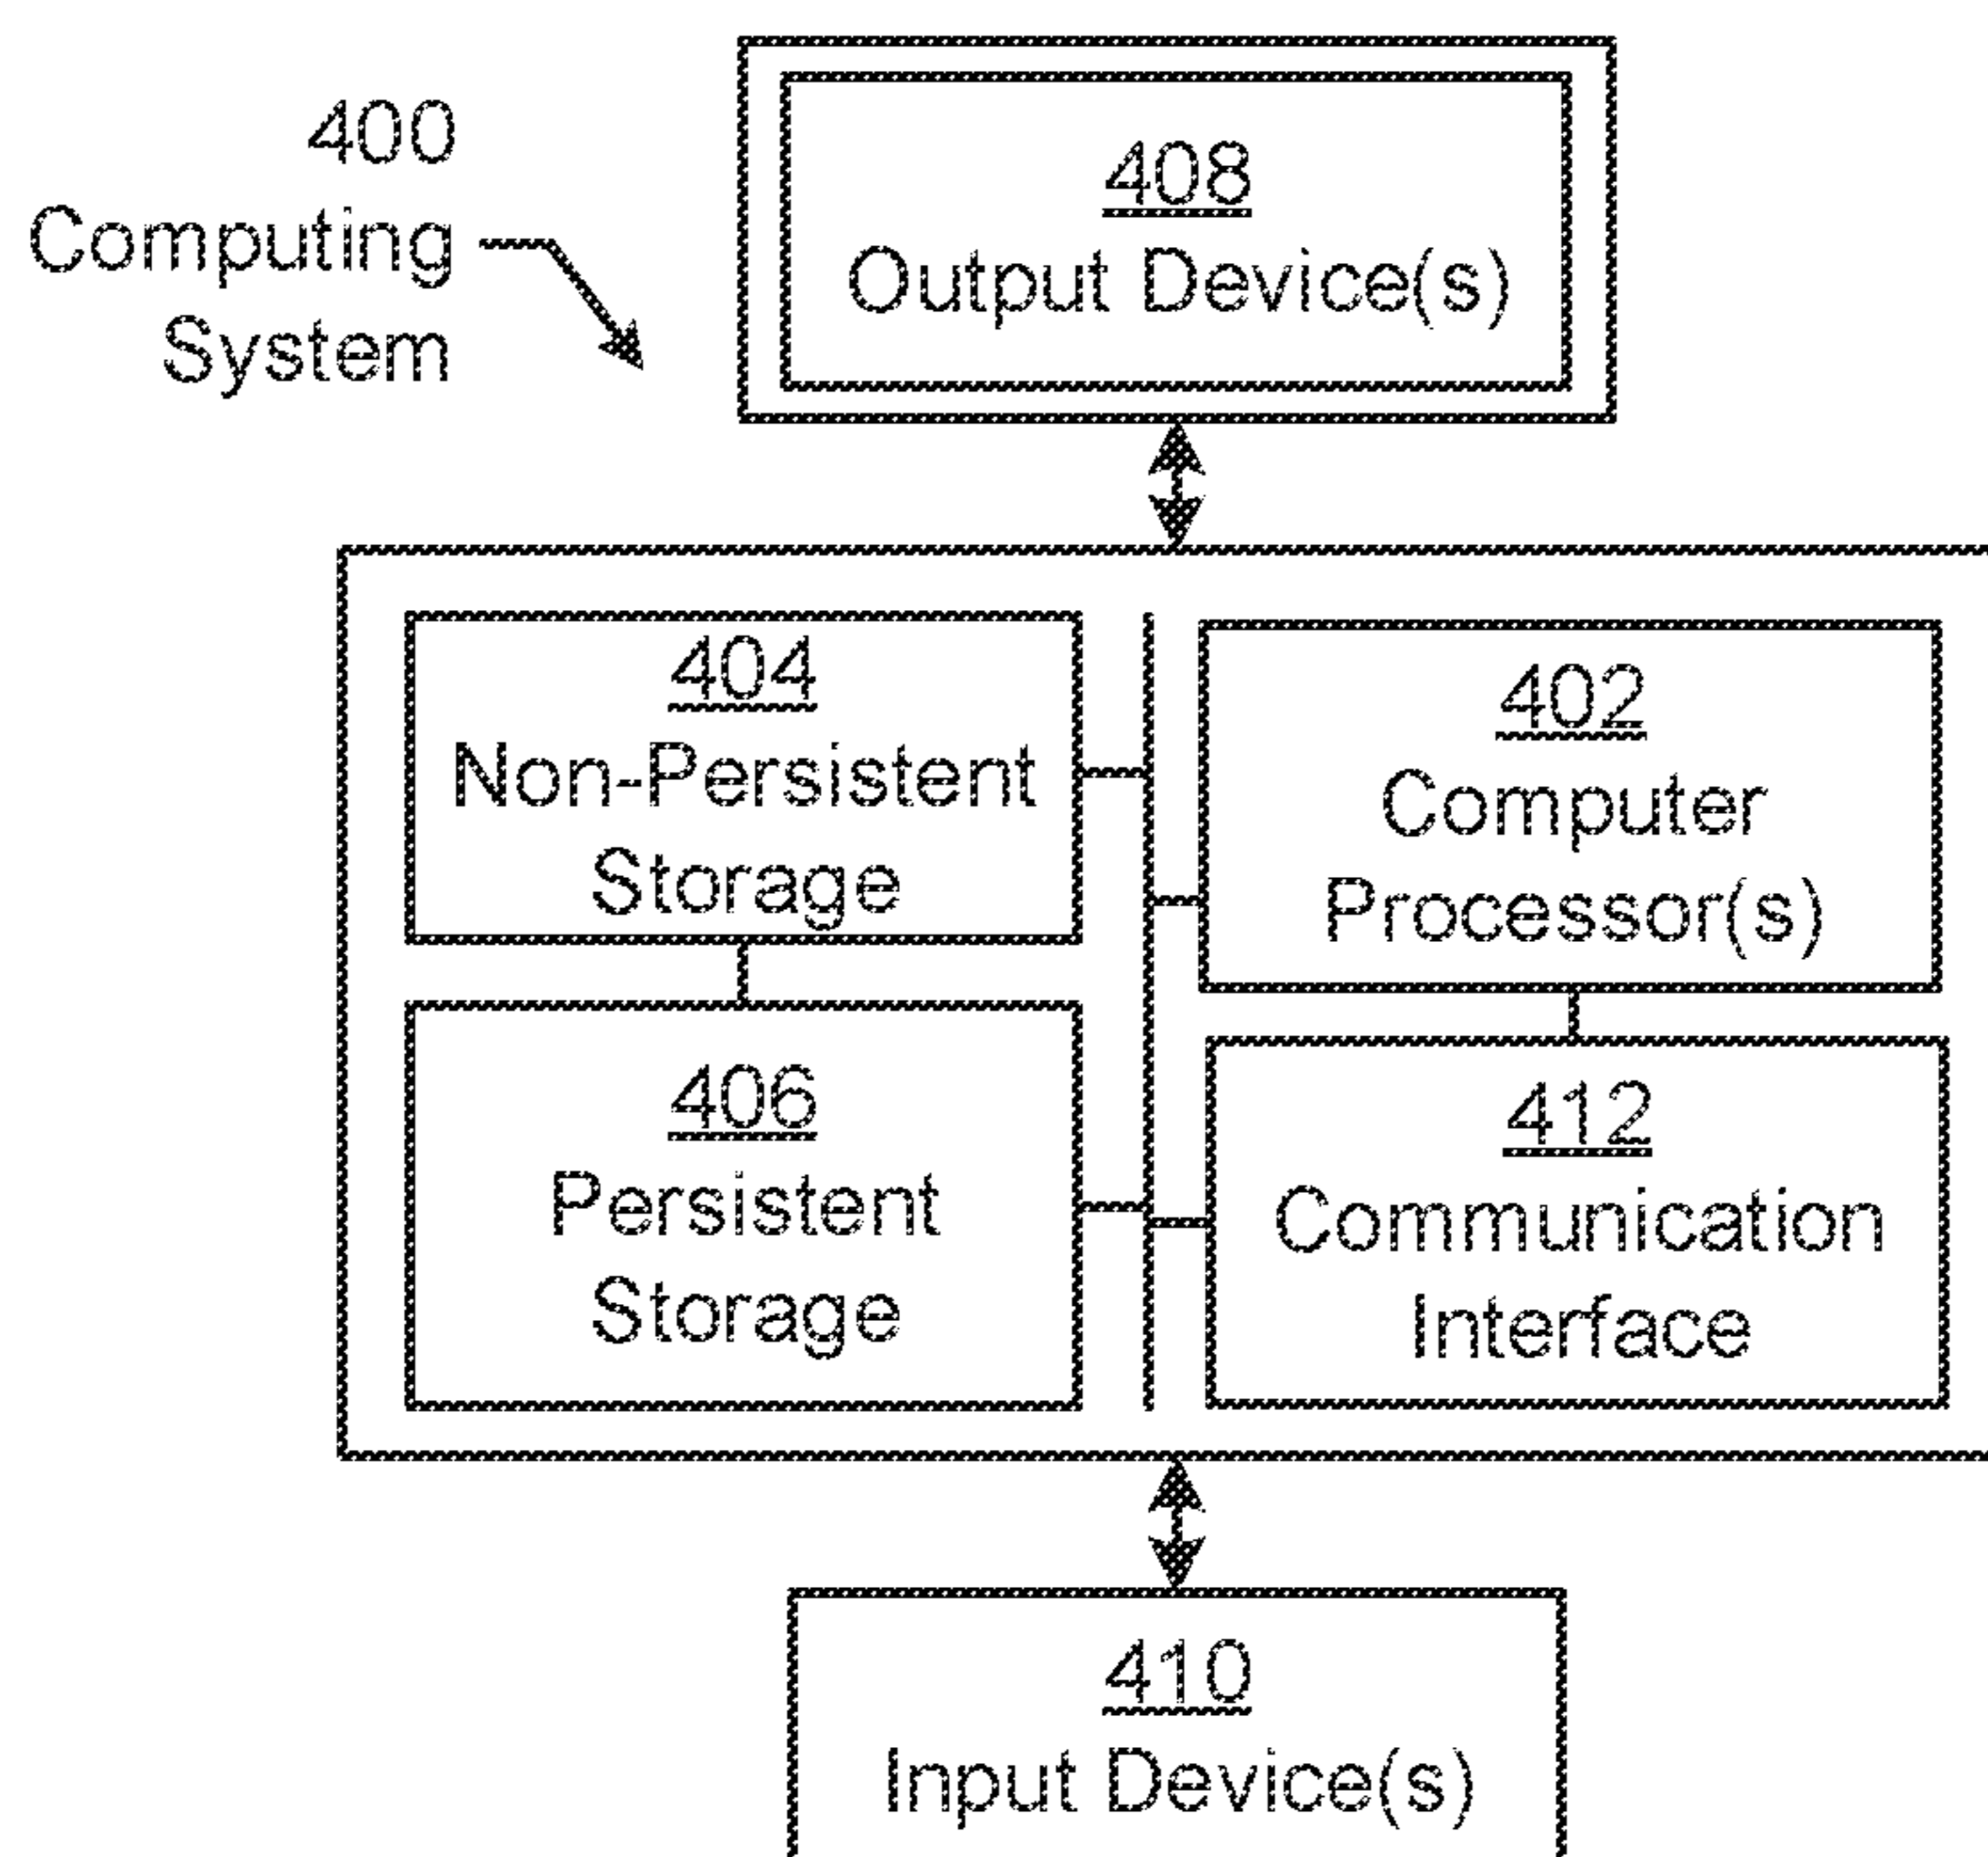 400
Computing
System
408
Output Device(s)
404
Non-Persistent
Storage
402
Computer
Processor(s)
406
Persistent
Storage
412
Communication
Interface
410
Input Device(s)